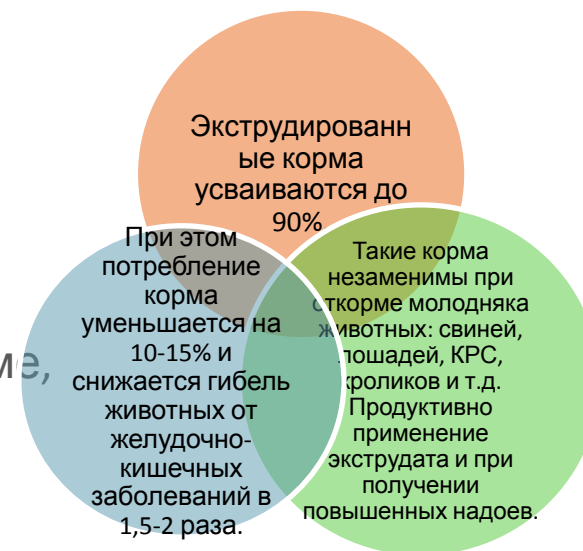 Экструдированн
ые корма
усваиваются до
90%
При этом
потребление
корма
уменьшается на
10-15% и
снижается гибель
животных от
желудочно-
кишечных
заболеваний в
1,5-2 раза.
Такие корма
незаменимы при
откорме молодняка
животных: свиней,
лошадей, КРС,
кроликов и т.д.
Продуктивно
применение
экструдата и при
получении
повышенных надоев.